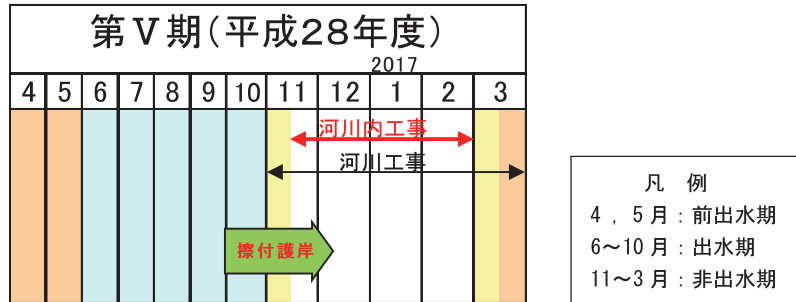 第Ⅴ期(平成28年度)
2017
4 5 6 7 8 9 10 11 12 1 2 3
河川内工事
河川工事
擦付護岸
凡 例
4 , 5月：前出水期
6～10月：出水期
11～3月：非出水期